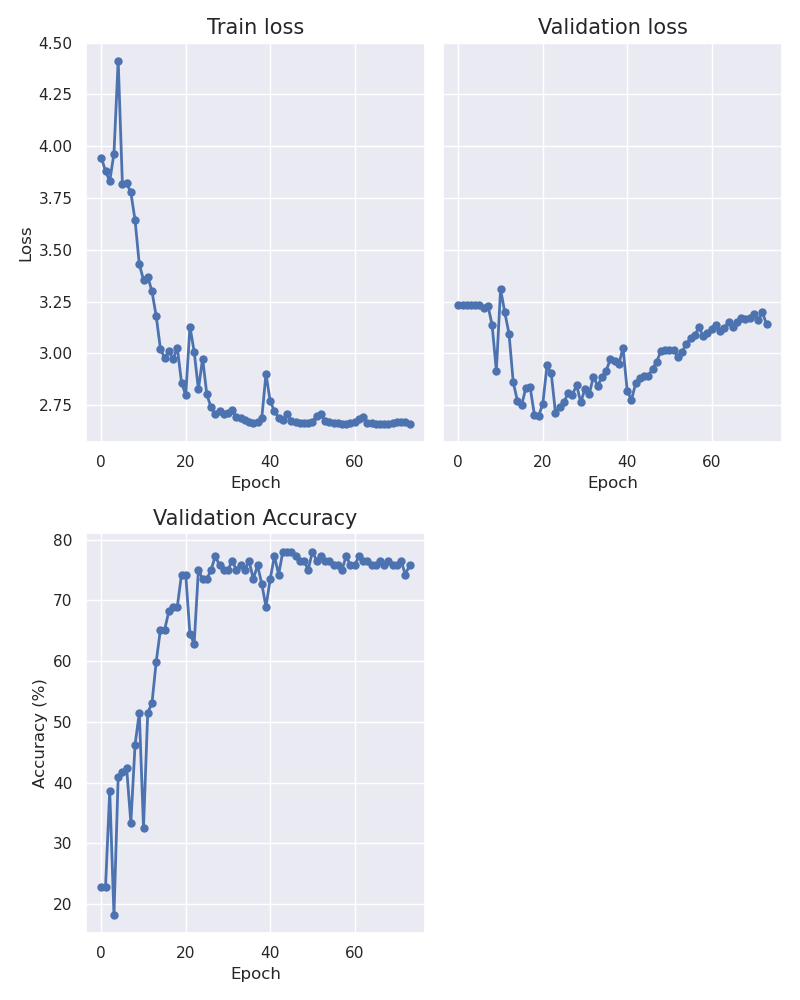 Train loss
Validation loss
4.50
4.25
4.00
3.75
3.50
3.25
3.00
2.75
Loss
0 20 40 60
Epoch
0 20 40 60
Epoch
Validation Accuracy
80
70
60
50
40
30
20
Accuracy (%)
0 20 40 60
Epoch